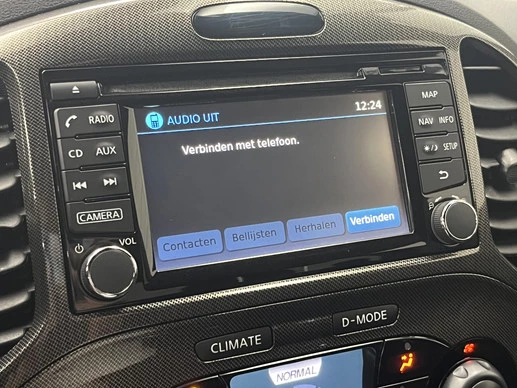 AUDIO UIT 12:24
Verbinden met telefoon.
Contacten Bellijsten Herhalen Verbinden
RADIO
CD AUX
CAMERA
VOL
MAP
NAV INFO
SETUP
CLIMATE
D-MODE
NORMAL